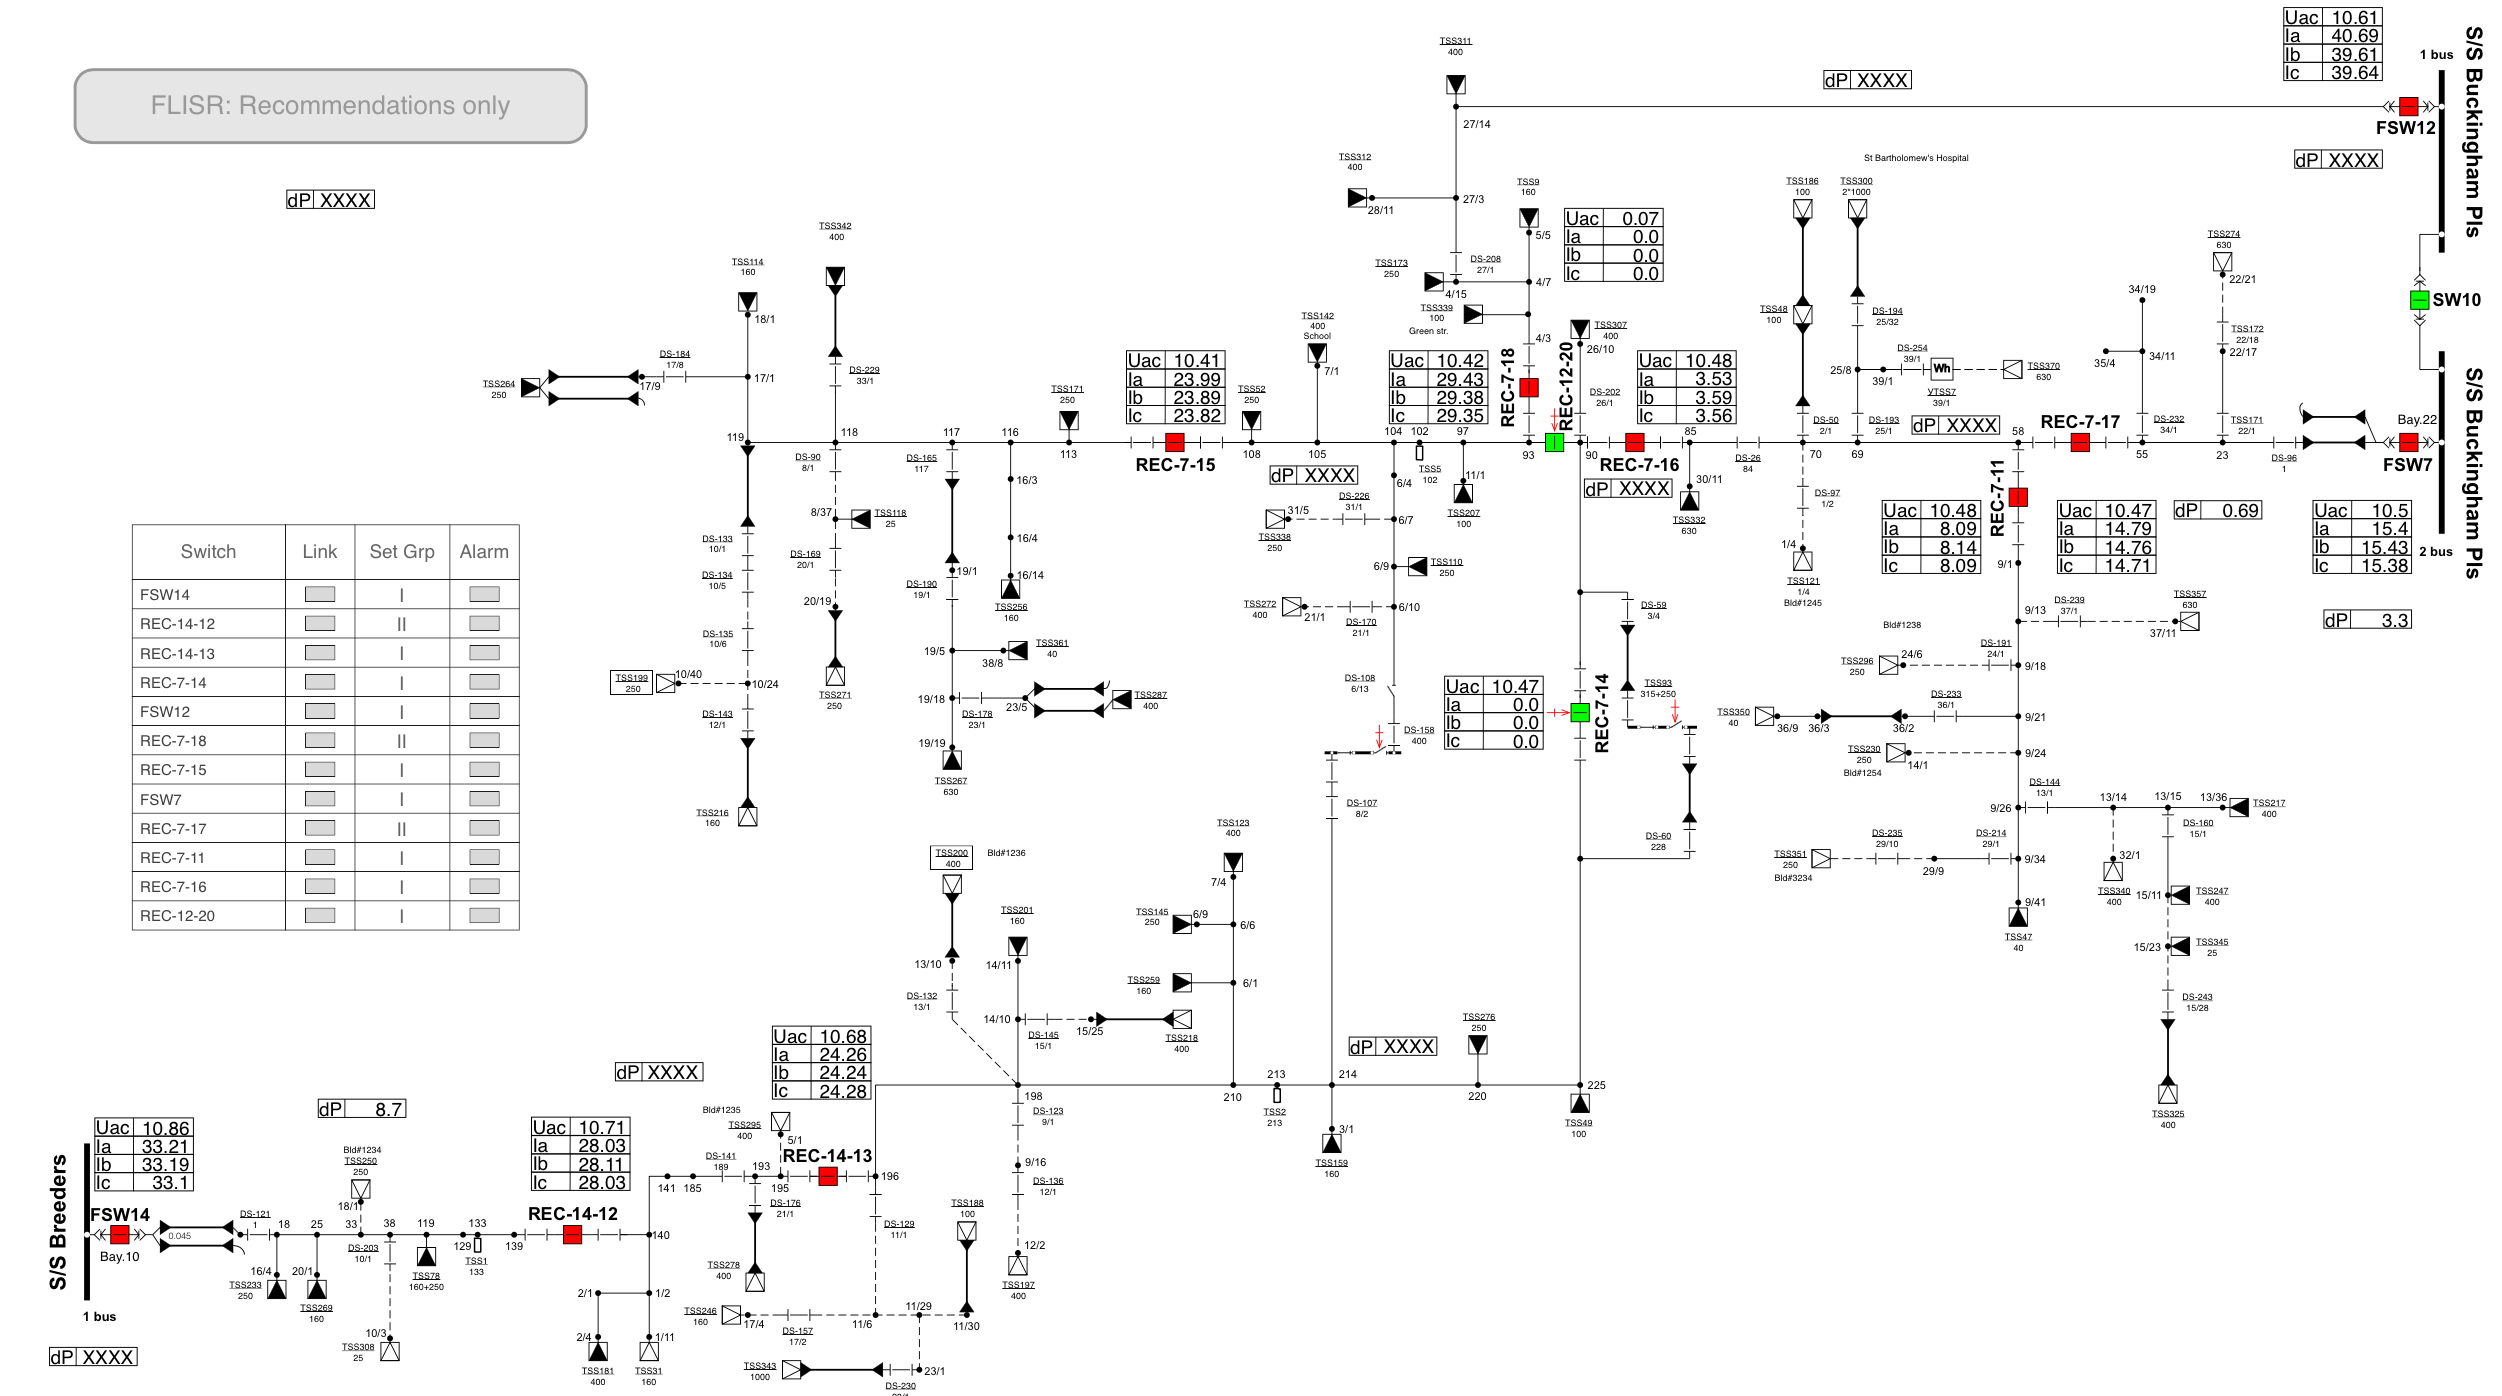 FLISR: Recommendations only
dP XXXX
Switch Link Set Grp Alarm
FSW14 I
REC-14-12 II
REC-14-13 I
REC-7-14 I
FSW12 I
REC-7-18 II
REC-7-15 I
FSW7 I
REC-7-17 II
REC-7-11 I
REC-7-16 I
REC-12-20 I
TSS311
400
27/14
dP XXXX
Uac 10.61
Ia 40.69
Ib 39.61
Ic 39.64
1 bus
S/S Buckingham Pls
FSW12
dP XXXX
TSS312
400
28/11
27/3
TSS9
160
5/5
Uac 0.07
Ia 0.0
Ib 0.0
Ic 0.0
TSS173
250
4/15
DS-208
27/1
4/7
TSS339
100
Green str.
4/3
REC-7-18
REC-12-20
TSS307
400
26/10
DS-202
26/1
St Bartholomew's Hospital
TSS186
100
TSS300
2*1000
TSS48
100
DS-194
25/32
25/8
39/1
DS-254
39/1
Wh
VTSS7
39/1
TSS370
630
DS-50
2/1
DS-193
25/1
dP XXXX
34/19
35/4
34/11
DS-232
34/1
TSS274
630
22/21
TSS172
22/18
22/17
TSS171
22/1
SW10
Bay.22
FSW7
S/S Buckingham Pls
2 bus
DS-96
1
23
55
REC-7-17
58
REC-7-11
69
70
DS-26
84
85
30/11
TSS332
630
REC-7-16
90
dP XXXX
Uac 10.48
Ia 3.53
Ib 3.59
Ic 3.56
93
97
11/1
TSS207
100
102
TSS5
102
104
Uac 10.42
Ia 29.43
Ib 29.38
Ic 29.35
TSS142
400
School
7/1
105
dP XXXX
TSS52
250
108
Uac 10.41
Ia 23.99
Ib 23.89
Ic 23.82
REC-7-15
TSS171
250
113
116
16/3
16/4
16/14
TSS256
160
117
DS-165
117
19/1
DS-190
19/1
19/5
38/8
TSS361
40
19/18
DS-178
23/1
23/5
TSS287
400
19/19
TSS267
630
TSS342
400
DS-229
33/1
118
DS-90
8/1
8/37
TSS118
25
DS-169
20/1
20/19
TSS271
250
TSS114
160
18/1
17/1
DS-184
17/8
17/9
TSS264
250
119
DS-133
10/1
DS-134
10/5
DS-135
10/6
TSS199
250
10/40
10/24
DS-143
12/1
TSS216
160
6/4
DS-226
31/1
31/5
TSS338
250
6/7
6/9
TSS110
250
TSS272
400
21/1
DS-170
21/1
6/10
DS-108
6/13
DS-158
400
DS-107
8/2
Uac 10.47
Ia 0.0
Ib 0.0
Ic 0.0
REC-7-14
DS-59
3/4
TSS93
315+250
DS-60
228
DS-97
1/2
1/4
TSS121
1/4
Bld#1245
Uac 10.48
Ia 8.09
Ib 8.14
Ic 8.09
Uac 10.47
Ia 14.79
Ib 14.76
Ic 14.71
dP 0.69
Uac 10.5
Ia 15.4
Ib 15.43
Ic 15.38
dP 3.3
9/1
9/13
DS-239
37/1
TSS357
630
37/11
Bld#1238
TSS296
250
24/6
DS-191
24/1
9/18
TSS350
40
36/9
36/3
36/2
DS-233
36/1
9/21
TSS230
250
Bld#1254
14/1
9/24
DS-144
13/1
9/26
13/14
13/15
13/36
TSS217
400
32/1
TSS340
400
DS-160
15/1
15/11
TSS247
400
15/23
TSS345
25
DS-243
15/28
TSS325
400
TSS351
250
Bld#3234
DS-235
29/10
29/9
DS-214
29/1
9/34
9/41
TSS47
40
TSS200
400
Bld#1236
13/10
DS-132
13/1
TSS201
160
14/11
14/10
DS-145
15/1
15/25
TSS218
400
TSS123
400
7/4
TSS145
250
6/9
6/6
TSS259
160
6/1
198
210
213
TSS2
213
214
3/1
TSS159
160
dP XXXX
TSS276
250
220
225
TSS49
100
DS-123
9/1
9/16
DS-136
12/1
12/2
TSS197
400
Uac 10.68
Ia 24.26
Ib 24.24
Ic 24.28
dP XXXX
Bld#1235
TSS295
400
5/1
REC-14-13
196
195
193
DS-141
189
185
141
DS-176
21/1
TSS278
400
DS-129
11/1
TSS188
100
11/30
11/29
11/6
TSS246
160
17/4
DS-157
17/2
TSS343
1000
23/1
DS-230
Uac 10.71
Ia 28.03
Ib 28.11
Ic 28.03
REC-14-12
140
2/1
1/2
2/4
TSS181
400
1/11
TSS31
160
dP 8.7
Uac 10.86
Ia 33.21
Ib 33.19
Ic 33.1
S/S Breeders
1 bus
FSW14
Bay.10
0.045
DS-121
1
18
16/4
TSS233
250
25
20/1
TSS269
160
Bld#1234
TSS250
250
18/1
33
DS-203
10/1
38
10/3
TSS308
25
119
TSS78
160+250
129
133
TSS1
133
139
dP XXXX